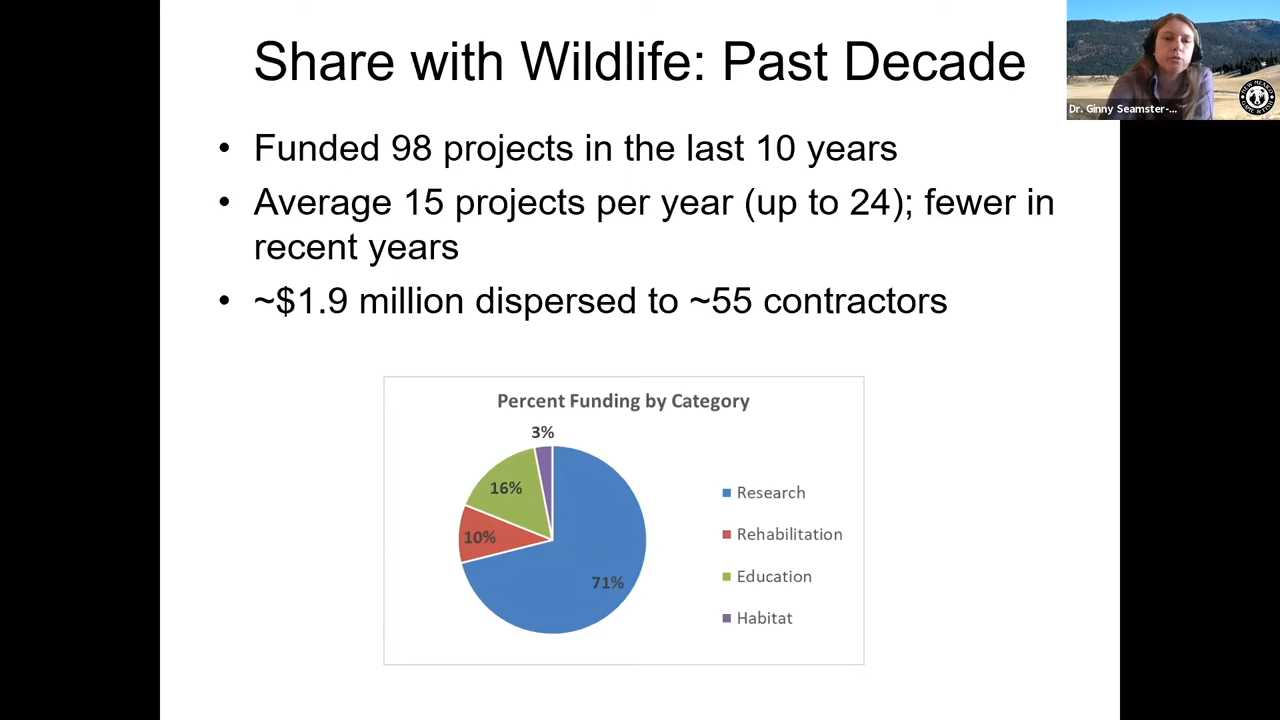 Share with Wildlife: Past Decade
Dr. Ginny Seamster-...
• Funded 98 projects in the last 10 years
• Average 15 projects per year (up to 24); fewer in
recent years
• ~$1.9 million dispersed to ~55 contractors
Percent Funding by Category
3%
16%
10%
71%
Research
Rehabilitation
Education
Habitat